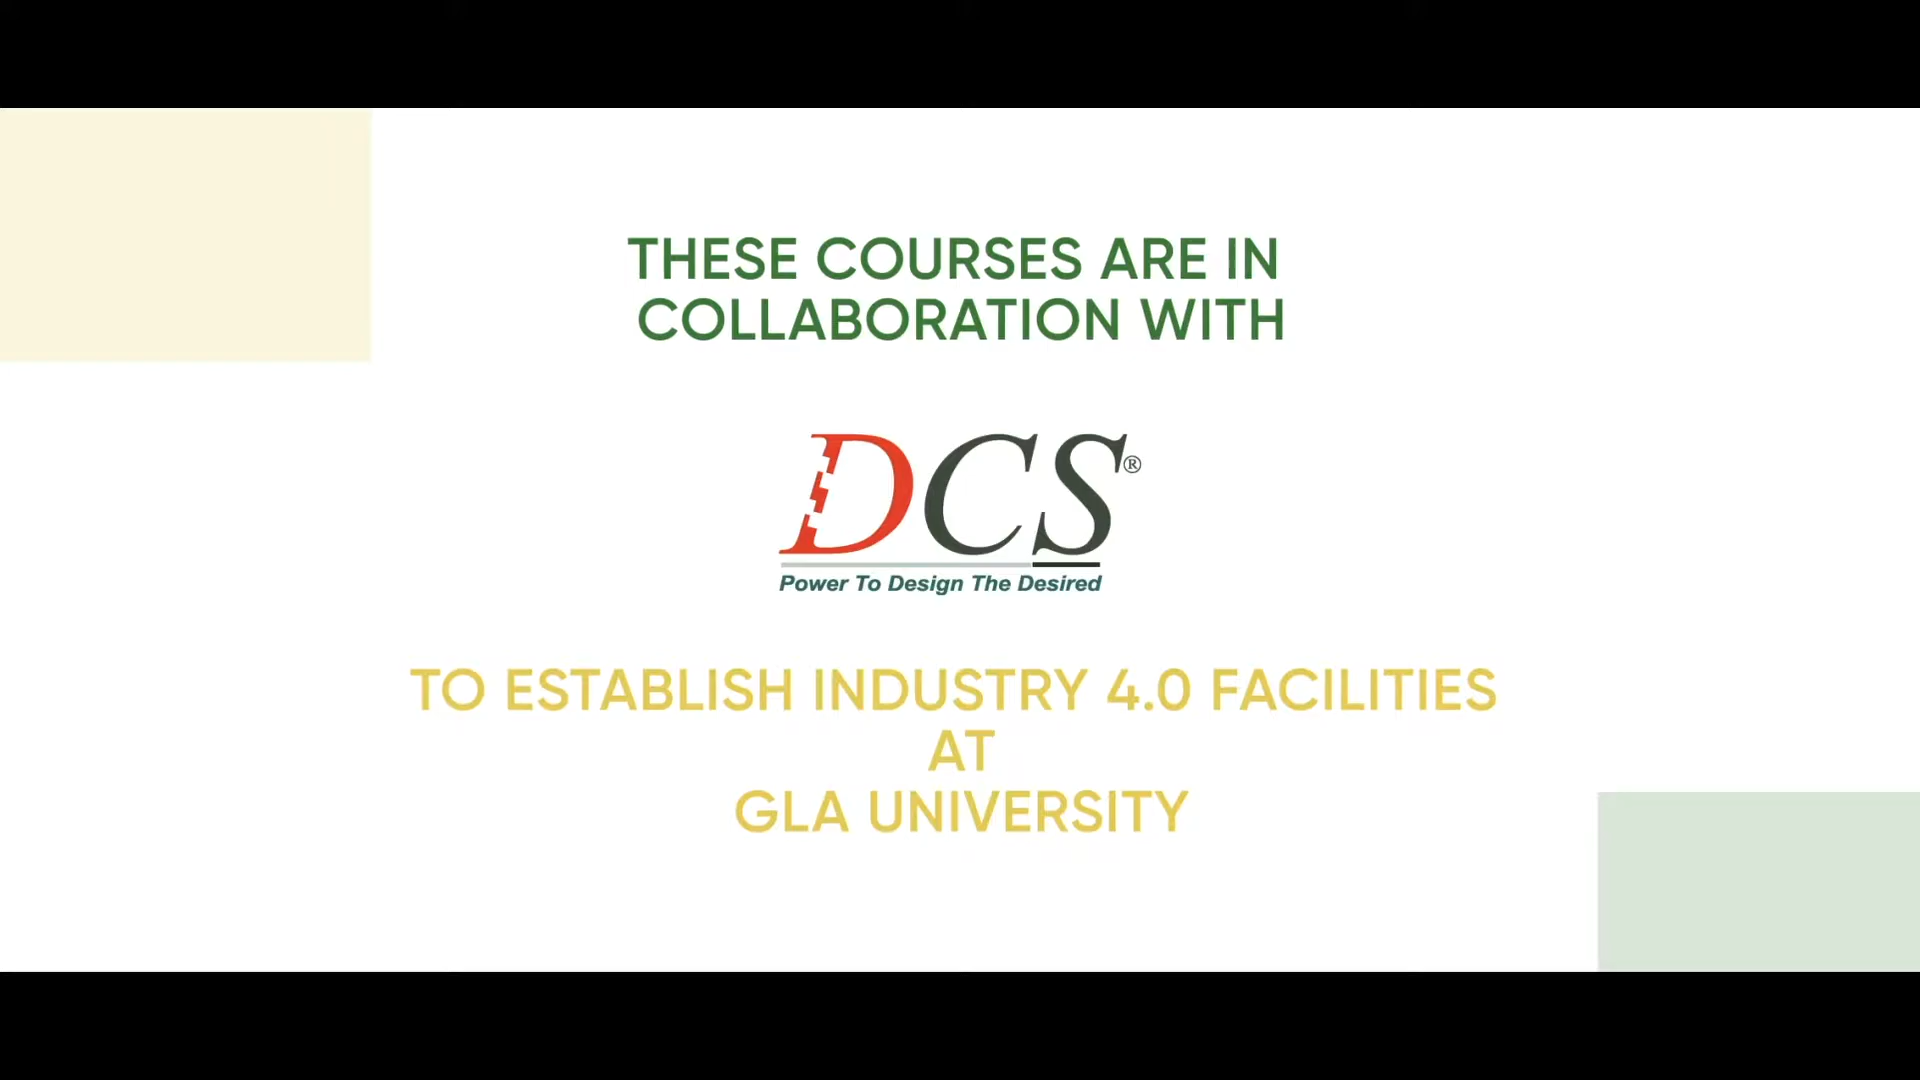 THESE COURSES ARE IN
COLLABORATION WITH
DCS®
Power To Design The Desired
TO ESTABLISH INDUSTRY 4.0 FACILITIES
AT
GLA UNIVERSITY